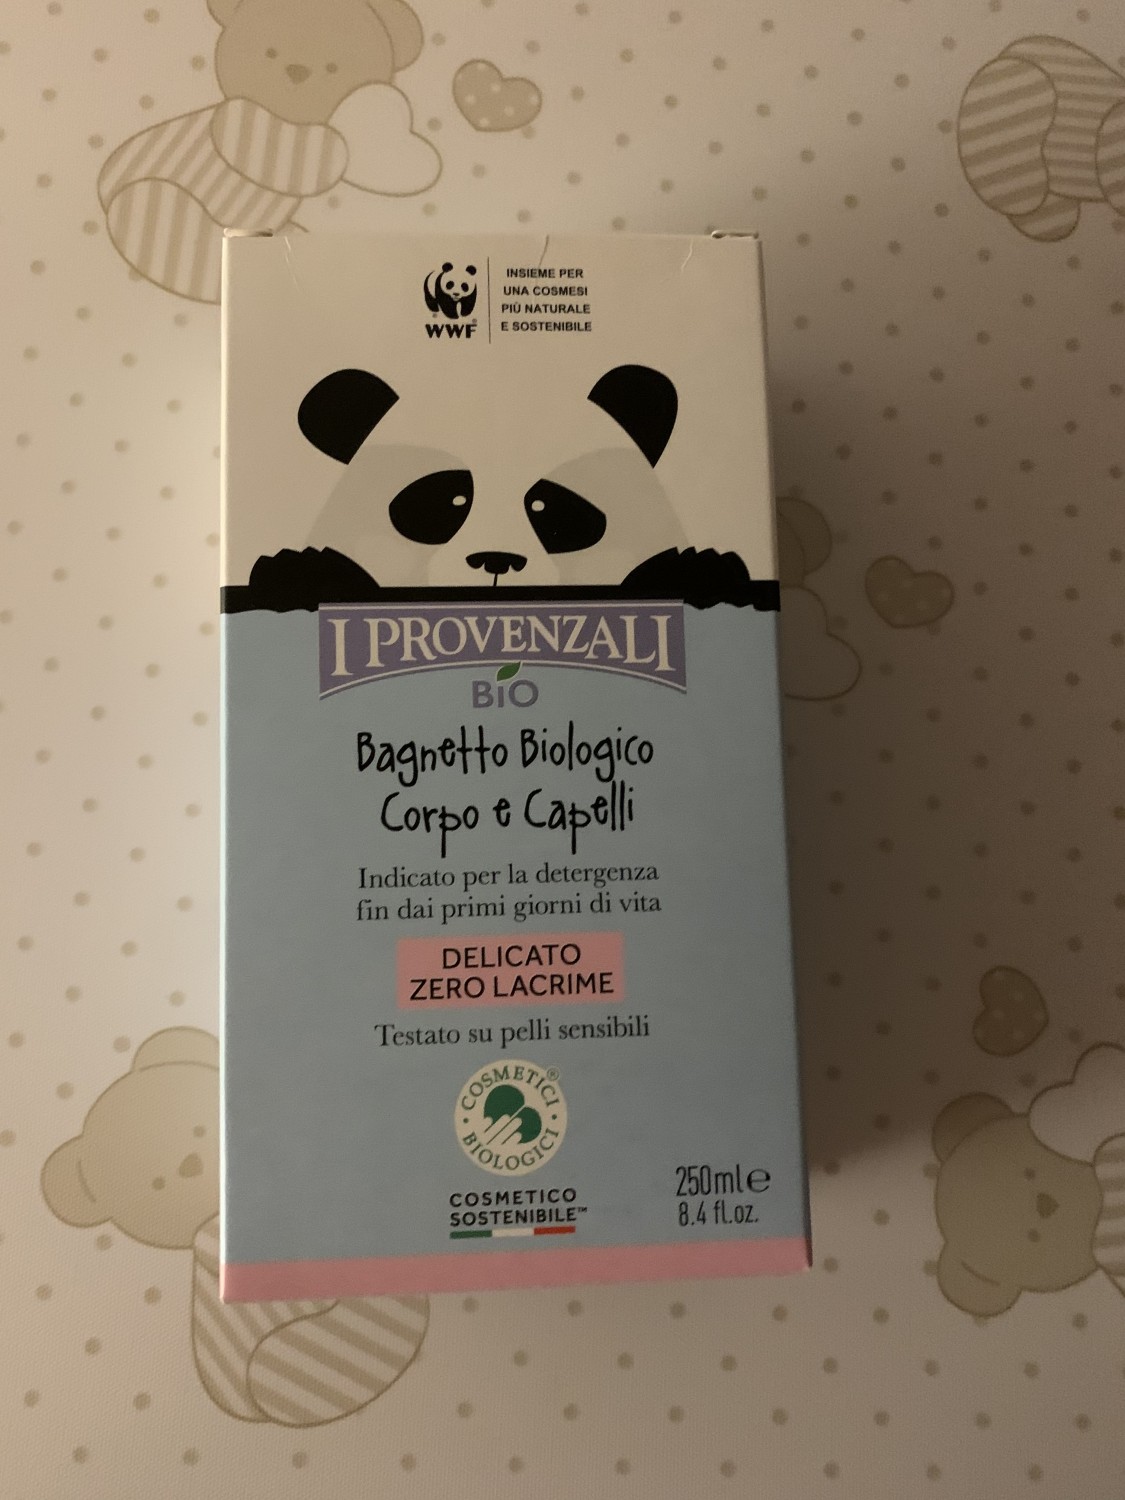 INSIEME PER
UNA COSMESI
PIÙ NATURALE
E SOSTENIBILE
WWF
I PROVENZALI
BiO
Bagnetto Biologico
Corpo e Capelli
Indicato per la detergenza
fin dai primi giorni di vita
DELICATO
ZERO LACRIME
Testato su pelli sensibili
COSMETICI®
BIOLOGICI
COSMETICO
SOSTENIBILE™
250ml℮
8.4 fl.oz.